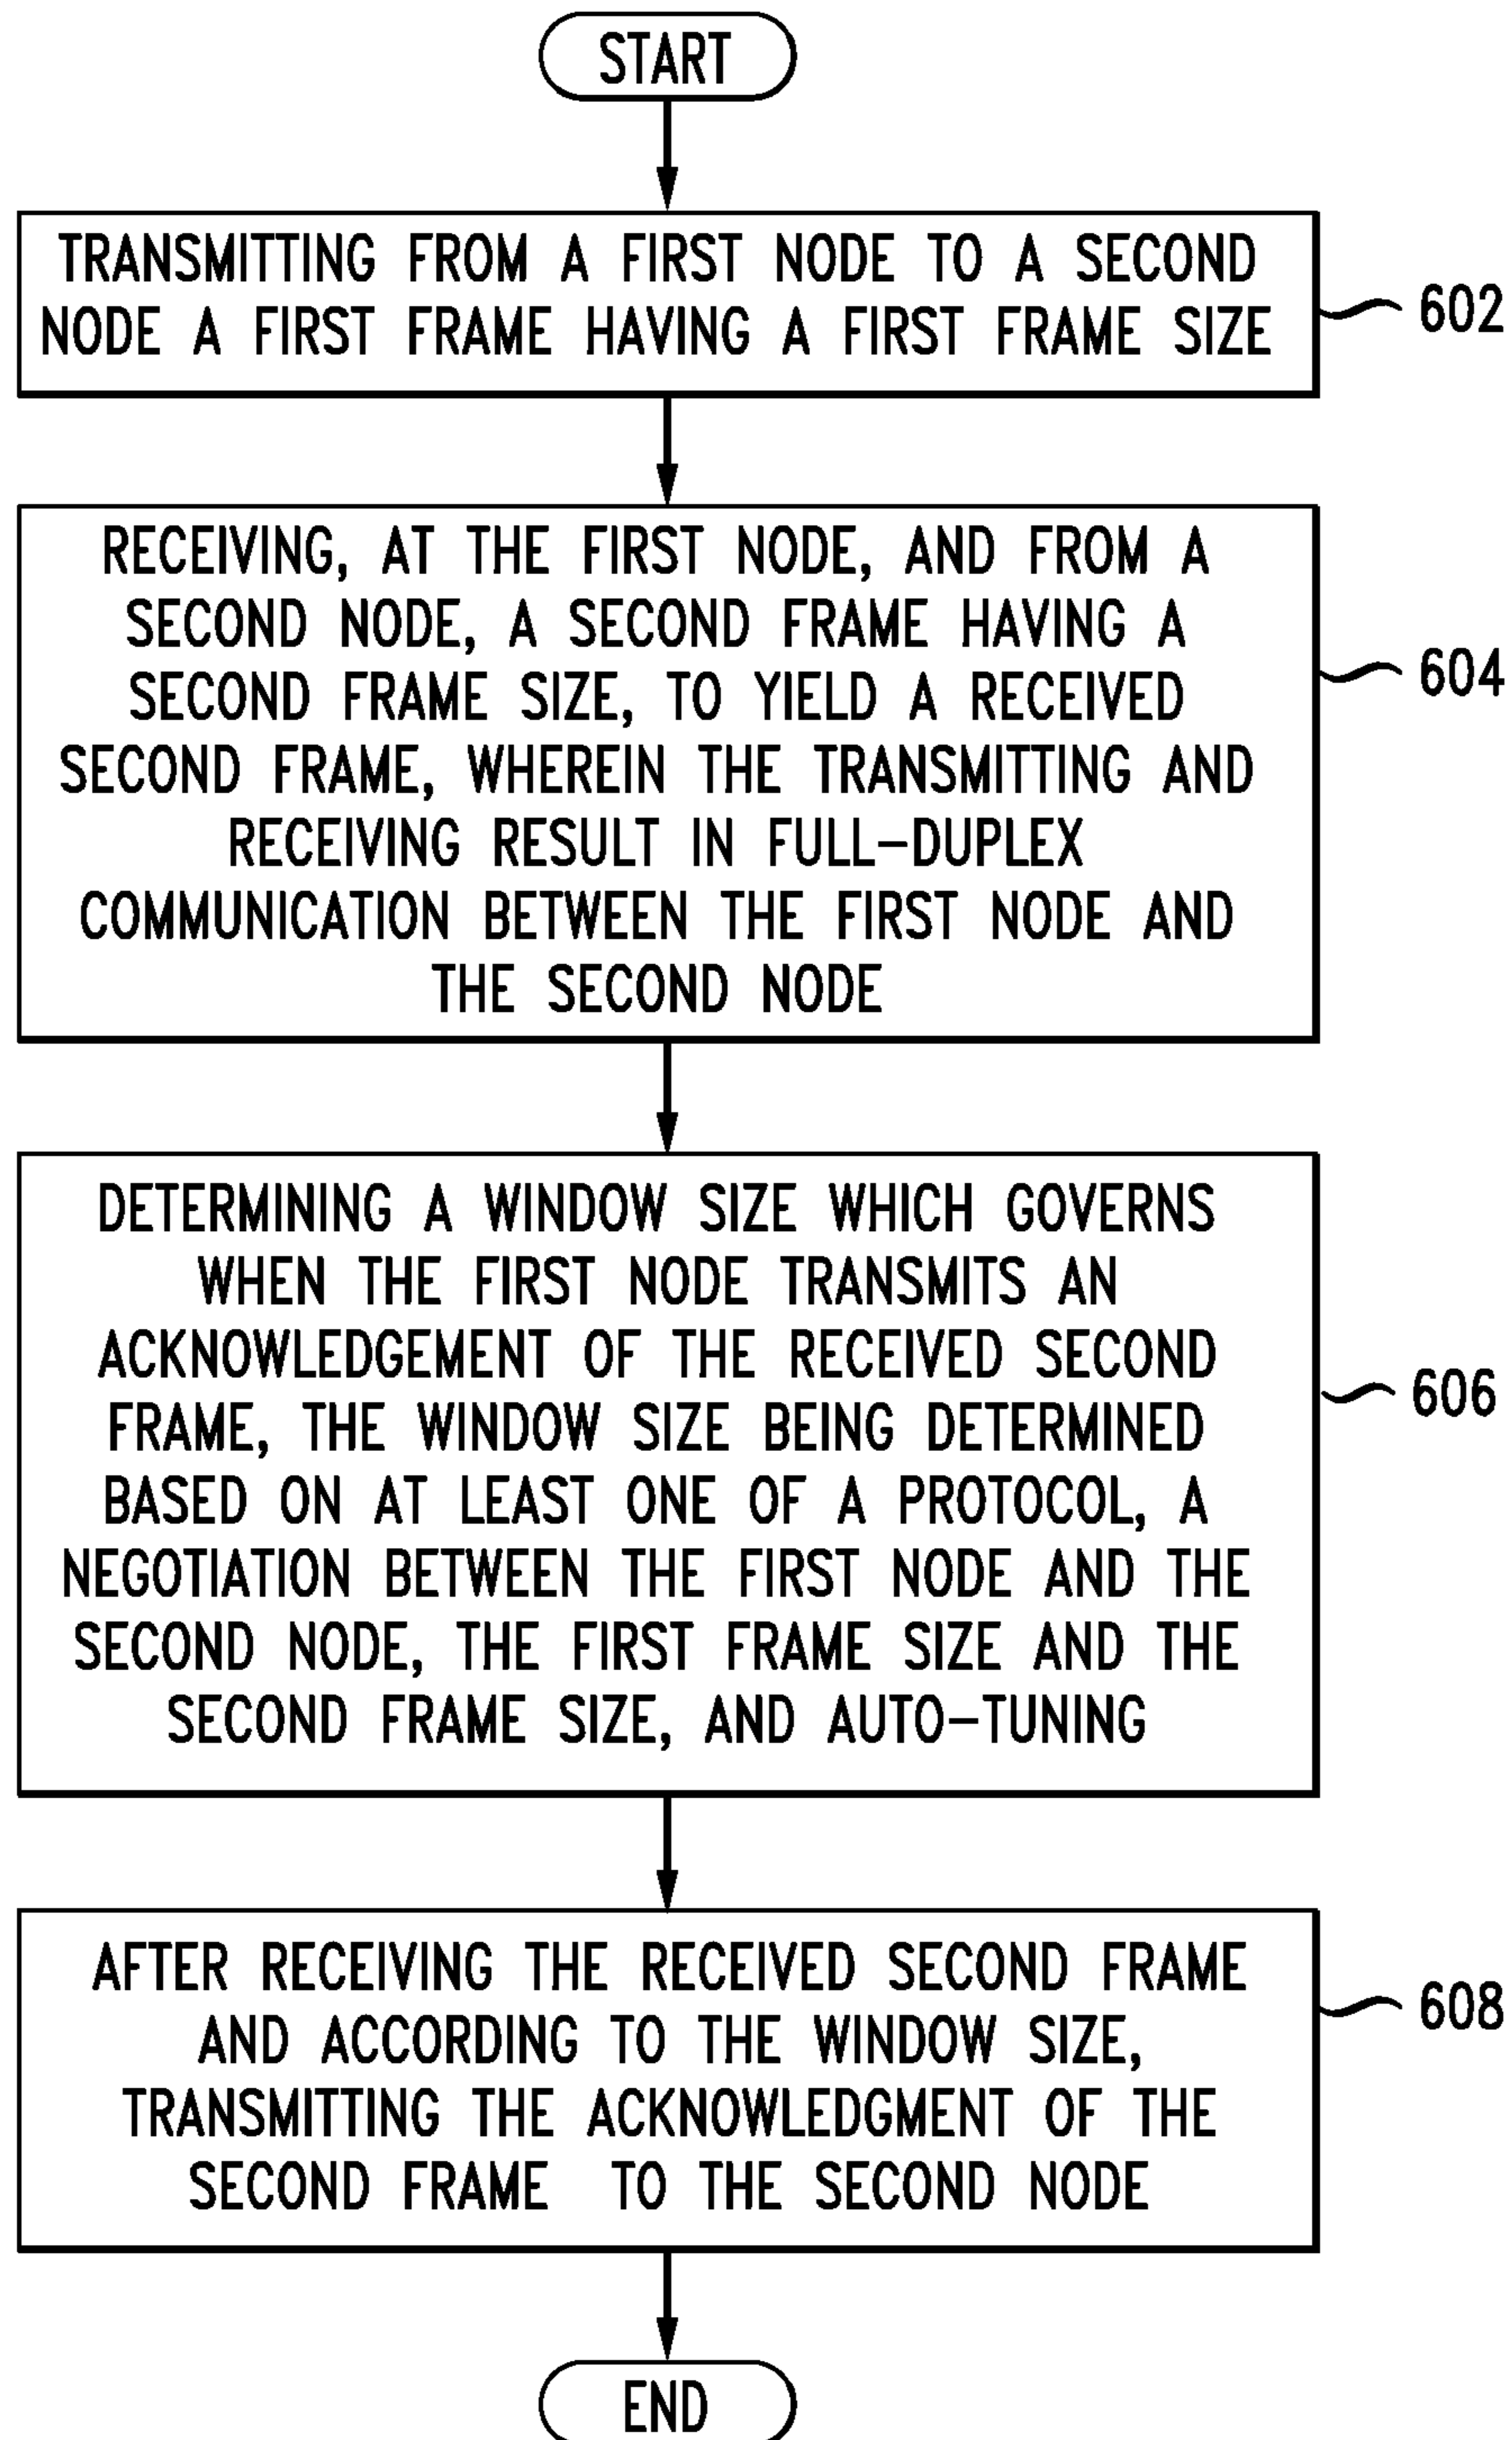 START
TRANSMITTING FROM A FIRST NODE TO A SECOND
NODE A FIRST FRAME HAVING A FIRST FRAME SIZE
602
RECEIVING, AT THE FIRST NODE, AND FROM A
SECOND NODE, A SECOND FRAME HAVING A
SECOND FRAME SIZE, TO YIELD A RECEIVED
SECOND FRAME, WHEREIN THE TRANSMITTING AND
RECEIVING RESULT IN FULL-DUPLEX
COMMUNICATION BETWEEN THE FIRST NODE AND
THE SECOND NODE
604
DETERMINING A WINDOW SIZE WHICH GOVERNS
WHEN THE FIRST NODE TRANSMITS AN
ACKNOWLEDGEMENT OF THE RECEIVED SECOND
FRAME, THE WINDOW SIZE BEING DETERMINED
BASED ON AT LEAST ONE OF A PROTOCOL, A
NEGOTIATION BETWEEN THE FIRST NODE AND THE
SECOND NODE, THE FIRST FRAME SIZE AND THE
SECOND FRAME SIZE, AND AUTO-TUNING
606
AFTER RECEIVING THE RECEIVED SECOND FRAME
AND ACCORDING TO THE WINDOW SIZE,
TRANSMITTING THE ACKNOWLEDGMENT OF THE
SECOND FRAME TO THE SECOND NODE
608
END